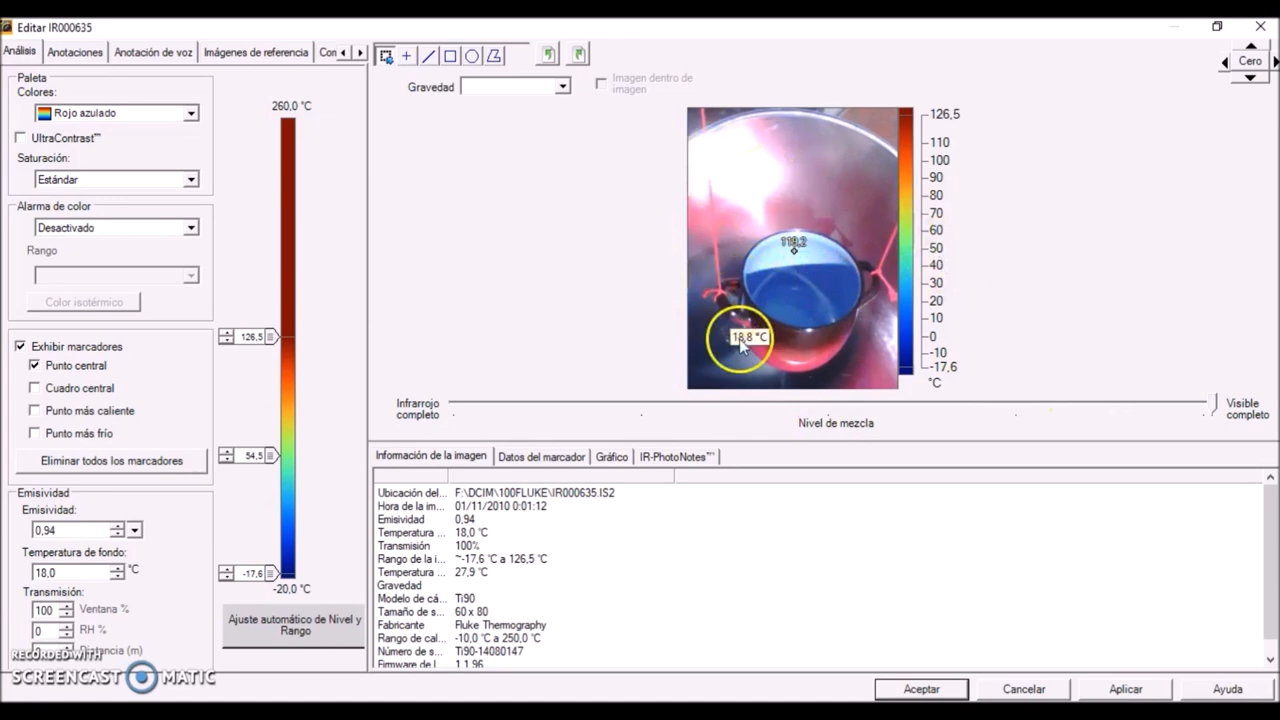 Editar IR000635
Análisis
Anotaciones
Anotación de voz
Imágenes de referencia
Con
Paleta
Colores:
Rojo azulado
UltraContrast™
Saturación:
Estándar
Alarma de color
Desactivado
Rango
Color isotérmico
Exhibir marcadores
Punto central
Cuadro central
Punto más caliente
Punto más frío
Eliminar todos los marcadores
Emisividad
Emisividad:
0,94
Temperatura de fondo:
18,0 °C
Transmisión:
100 Ventana %
0 RH %
Distancia (m)
RECORDED WITH
SCREENCAST MATIC
260,0 °C
126,5
54,5
-17,6
-20,0 °C
Ajuste automático de Nivel y
Rango
Gravedad
Imagen dentro de
imagen
Cero
18,8 °C
126,5
110
100
90
80
70
60
50
40
30
20
10
0
-10
-17,6
°C
Infrarrojo
completo
Nivel de mezcla
Visible
completo
Información de la imagen
Datos del marcador
Gráfico
IR-PhotoNotes™
Ubicación del... F:\DCIM\100FLUKE\IR000635.IS2
Hora de la im... 01/11/2010 0:01:12
Emisividad 0,94
Temperatura ... 18,0 °C
Transmisión 100%
Rango de la i... ~-17,6 °C a 126,5 °C
Temperatura ... 27,9 °C
Gravedad
Modelo de cá... Ti90
Tamaño de s... 60 x 80
Fabricante Fluke Thermography
Rango de cal... -10,0 °C a 250,0 °C
Número de s... Ti90-14080147
Firmware de l... 1.1.96
Aceptar
Cancelar
Aplicar
Ayuda